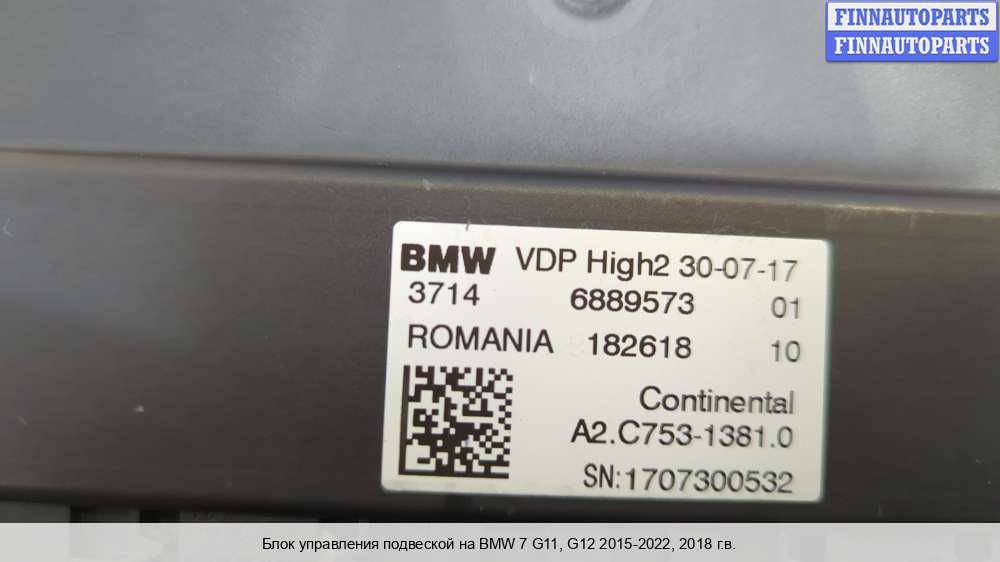 FINNAUTOPARTS
FINNAUTOPARTS
BMW VDP High2 30-07-17
3714 6889573 01
ROMANIA 182618 10
Continental
A2.C753-1381.0
SN:1707300532
Блок управления подвеской на BMW 7 G11, G12 2015-2022, 2018 г.в.